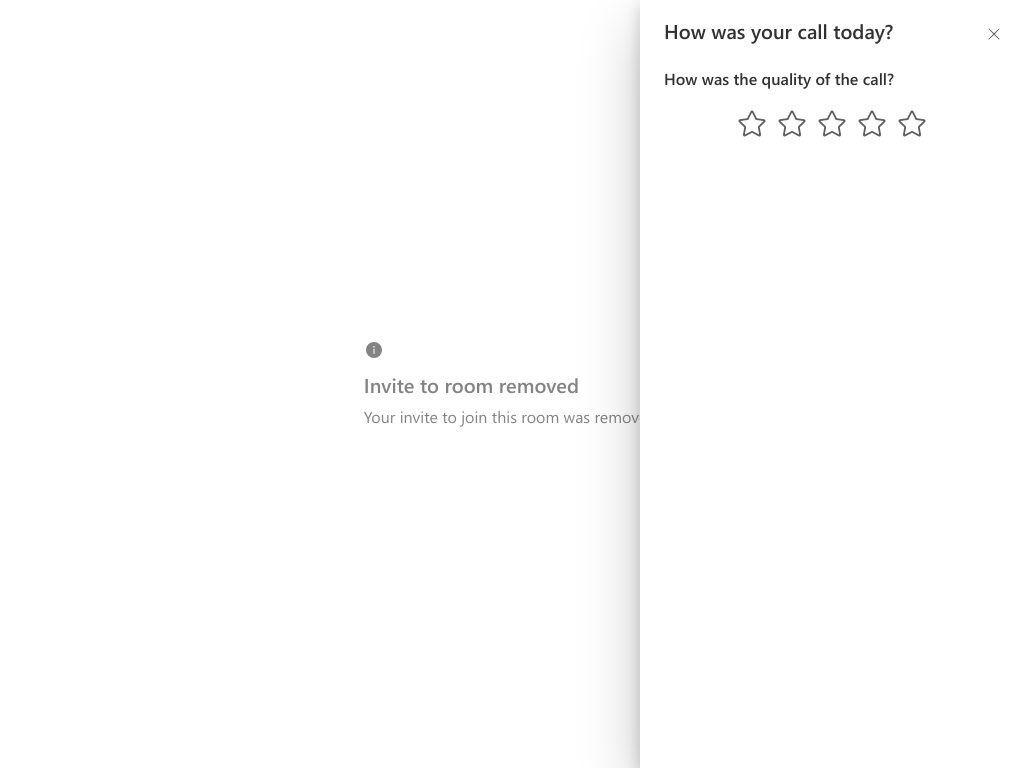 How was your call today?
How was the quality of the call?
Invite to room removed
Your invite to join this room was remov